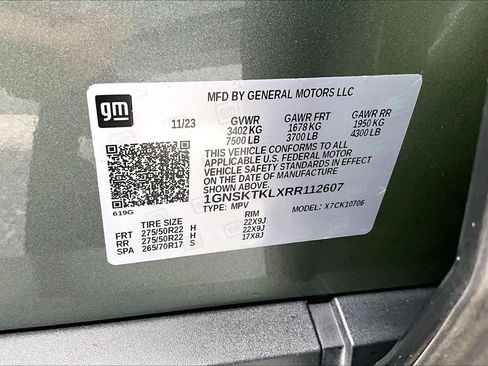 gm
MFD BY GENERAL MOTORS LLC
11/23 GVWR GAWR FRT GAWR RR
3402 KG 1678 KG 1950 KG
7500 LB 3700 LB 4300 LB
THIS VEHICLE CONFORMS TO ALL
APPLICABLE U.S. FEDERAL MOTOR
VEHICLE SAFETY STANDARDS IN EFFECT ON
THE DATE OF MANUFACTURE SHOWN ABOVE.
1GNSKTKLXRR112607
TYPE: MPV X7CK10706
619G
TIRE SIZE RIM
FRT 275/50R22 H 22X9J
RR 275/50R22 H 22X9J
SPA 265/70R17 S 17X8J